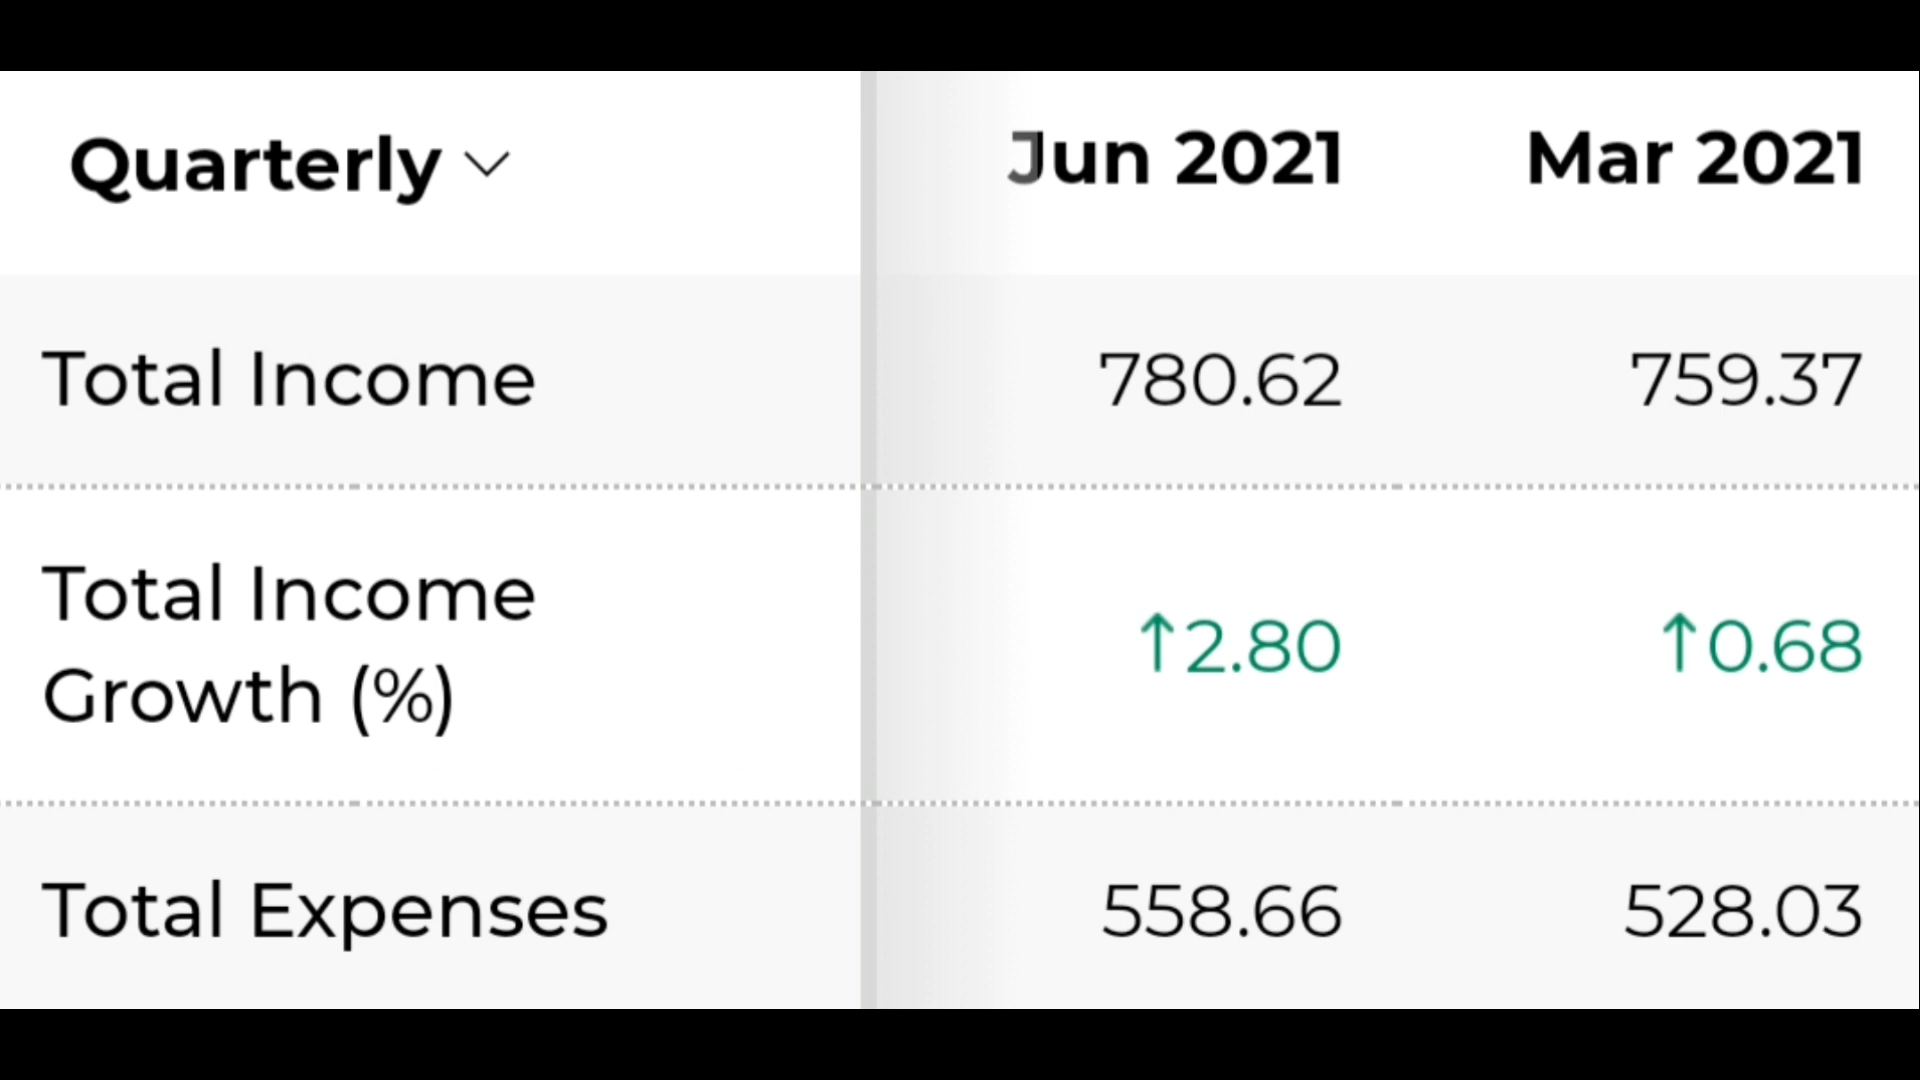 Quarterly Jun 2021 Mar 2021
Total Income 780.62 759.37
Total Income
Growth (%) ↑2.80 ↑0.68
Total Expenses 558.66 528.03